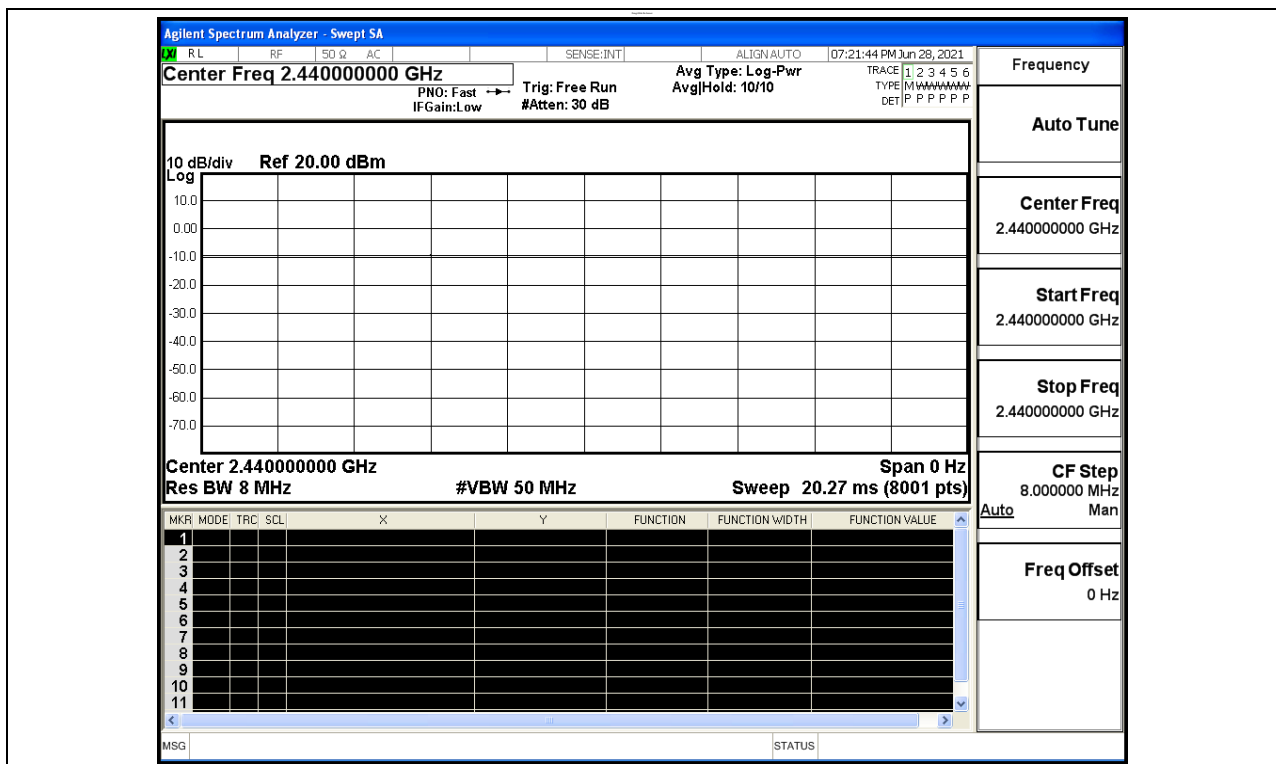 Agilent Spectrum Analyzer - Swept SA
LXI RL RF 50 Ω AC SENSE:INT ALIGN AUTO 07:21:44 PM Jun 28, 2021
Center Freq 2.440000000 GHz
PNO: Fast
IFGain:Low
Trig: Free Run
#Atten: 30 dB
Avg Type: Log-Pwr
Avg|Hold: 10/10
TRACE 1 2 3 4 5 6
TYPE M W W W W W
DET P P P P P P
10 dB/div Ref 20.00 dBm
Log
10.0
0.00
-10.0
-20.0
-30.0
-40.0
-50.0
-60.0
-70.0
Center 2.440000000 GHz Span 0 Hz
Res BW 8 MHz #VBW 50 MHz Sweep 20.27 ms (8001 pts)
MKR MODE TRC SCL X Y FUNCTION FUNCTION WIDTH FUNCTION VALUE
1
2
3
4
5
6
7
8
9
10
11
MSG STATUS
Frequency
Auto Tune
Center Freq
2.440000000 GHz
Start Freq
2.440000000 GHz
Stop Freq
2.440000000 GHz
CF Step
8.000000 MHz
Auto Man
Freq Offset
0 Hz